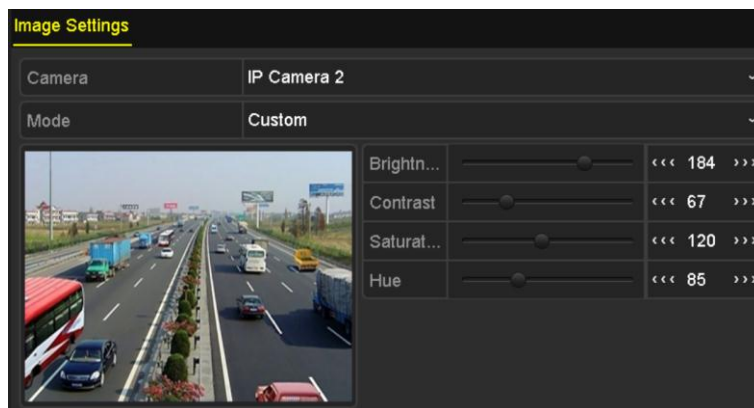 Image Settings
Camera IP Camera 2
Mode Custom
Brightn... ‹‹‹ 184 ›››
Contrast ‹‹‹ 67 ›››
Saturat... ‹‹‹ 120 ›››
Hue ‹‹‹ 85 ›››